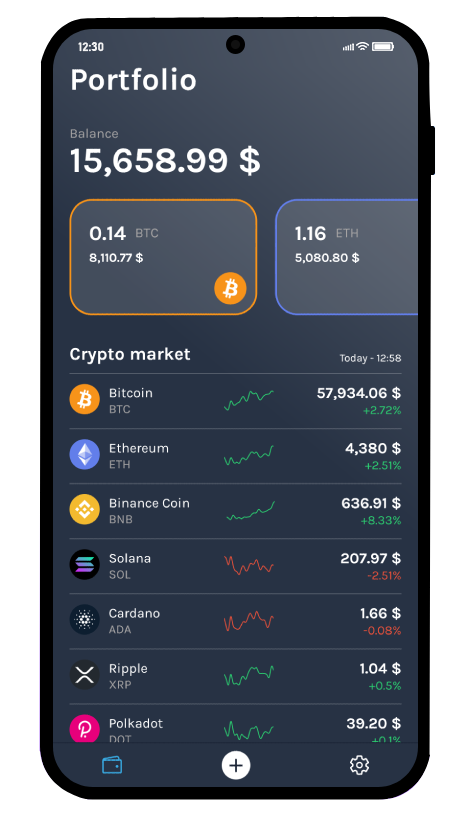 12:30
Portfolio
Balance
15,658.99 $
0.14 BTC
8,110.77 $
1.16 ETH
5,080.80 $
Crypto market
Today - 12:58
Bitcoin
BTC
57,934.06 $
+2.72%
Ethereum
ETH
4,380 $
+2.51%
Binance Coin
BNB
636.91 $
+8.33%
Solana
SOL
207.97 $
-2.51%
Cardano
ADA
1.66 $
-0.08%
Ripple
XRP
1.04 $
+0.5%
Polkadot
DOT
39.20 $
+0.1%